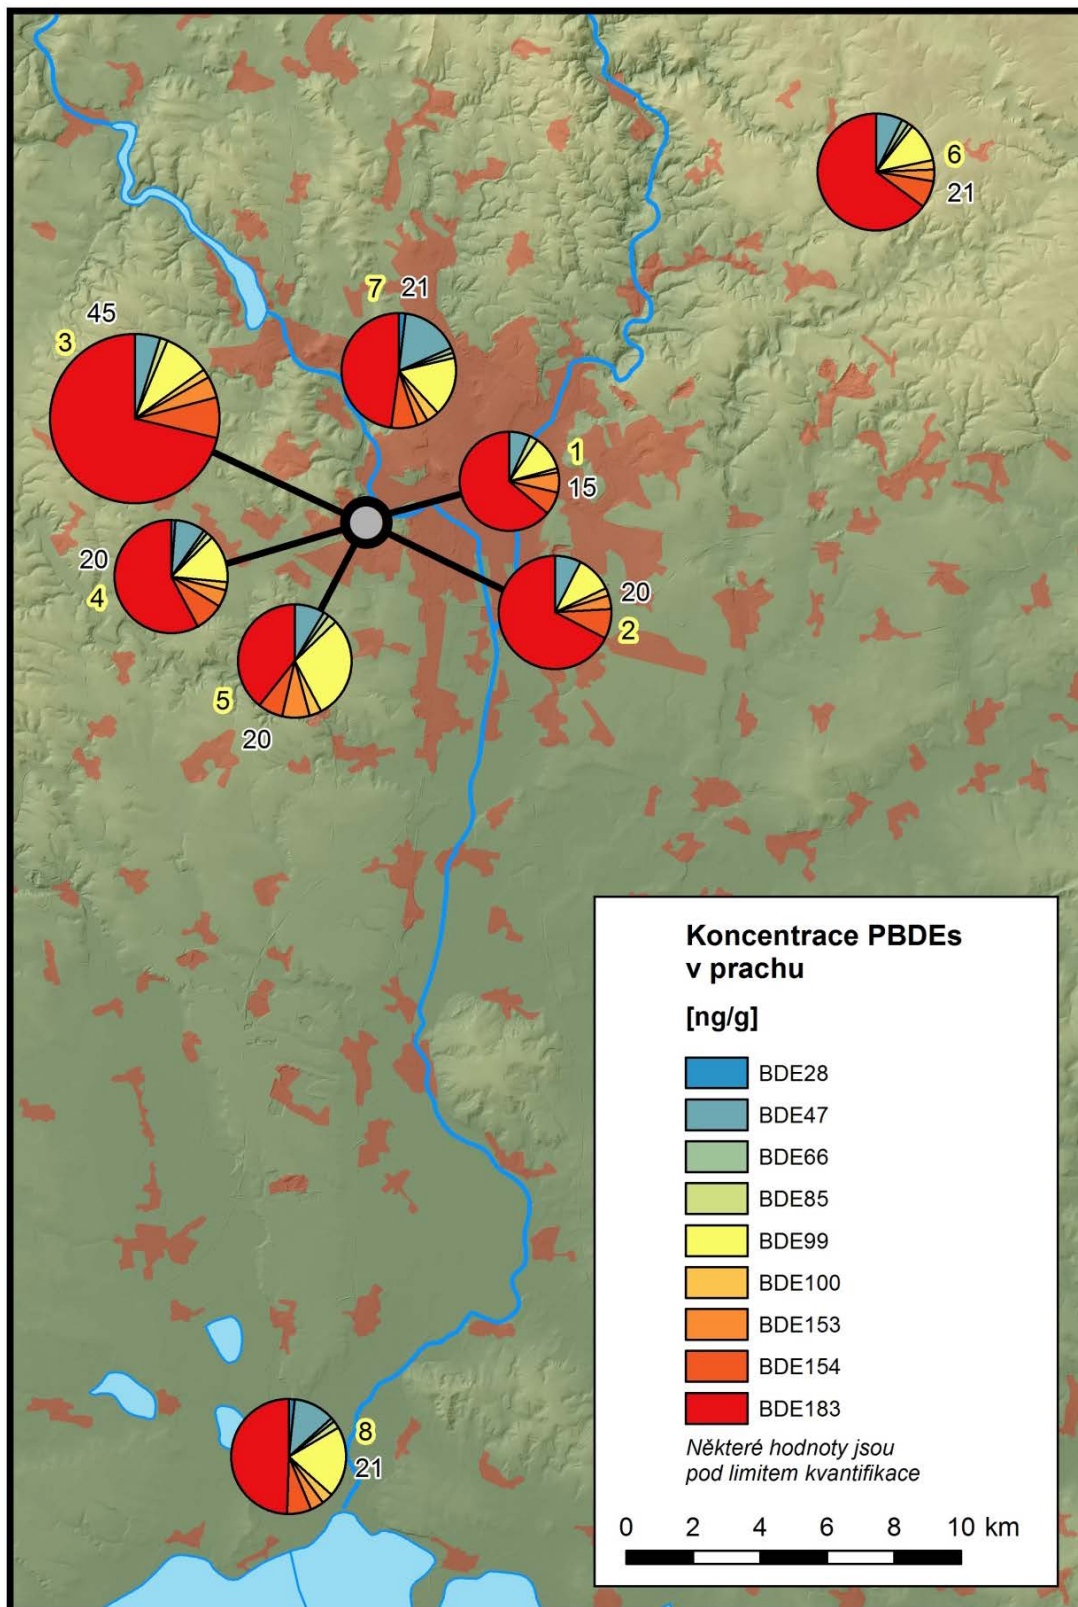 6
21
7 21
45
3
1
15
20
4
20
2
5
20
Koncentrace PBDEs
v prachu
[ng/g]
BDE28
BDE47
BDE66
BDE85
BDE99
BDE100
BDE153
BDE154
BDE183
Některé hodnoty jsou
pod limitem kvantifikace
8
21
0 2 4 6 8 10 km